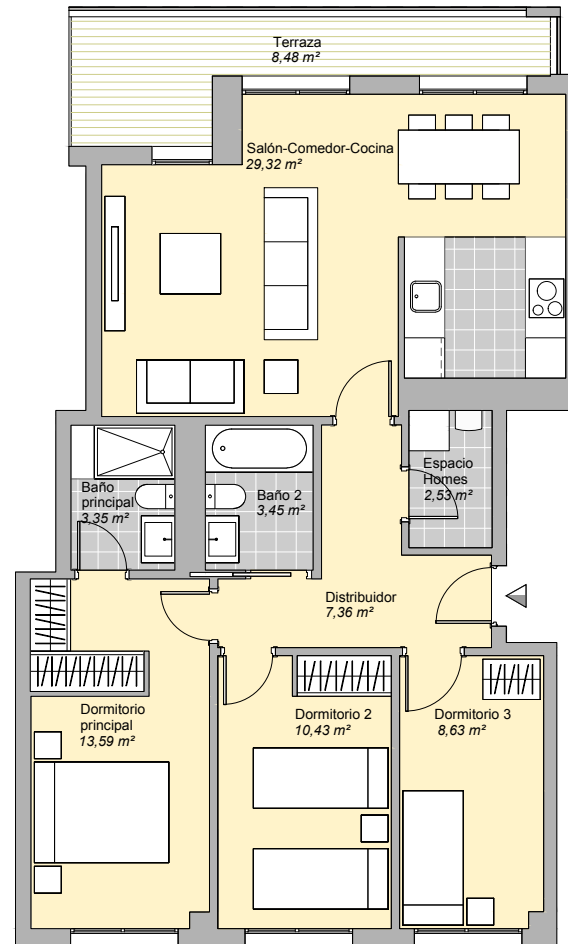 Terraza
8,48 m²
Salón-Comedor-Cocina
29,32 m²
Espacio
Homes
2,53 m²
Baño
principal
3,35 m²
Baño 2
3,45 m²
Distribuidor
7,36 m²
Dormitorio
principal
13,59 m²
Dormitorio 2
10,43 m²
Dormitorio 3
8,63 m²